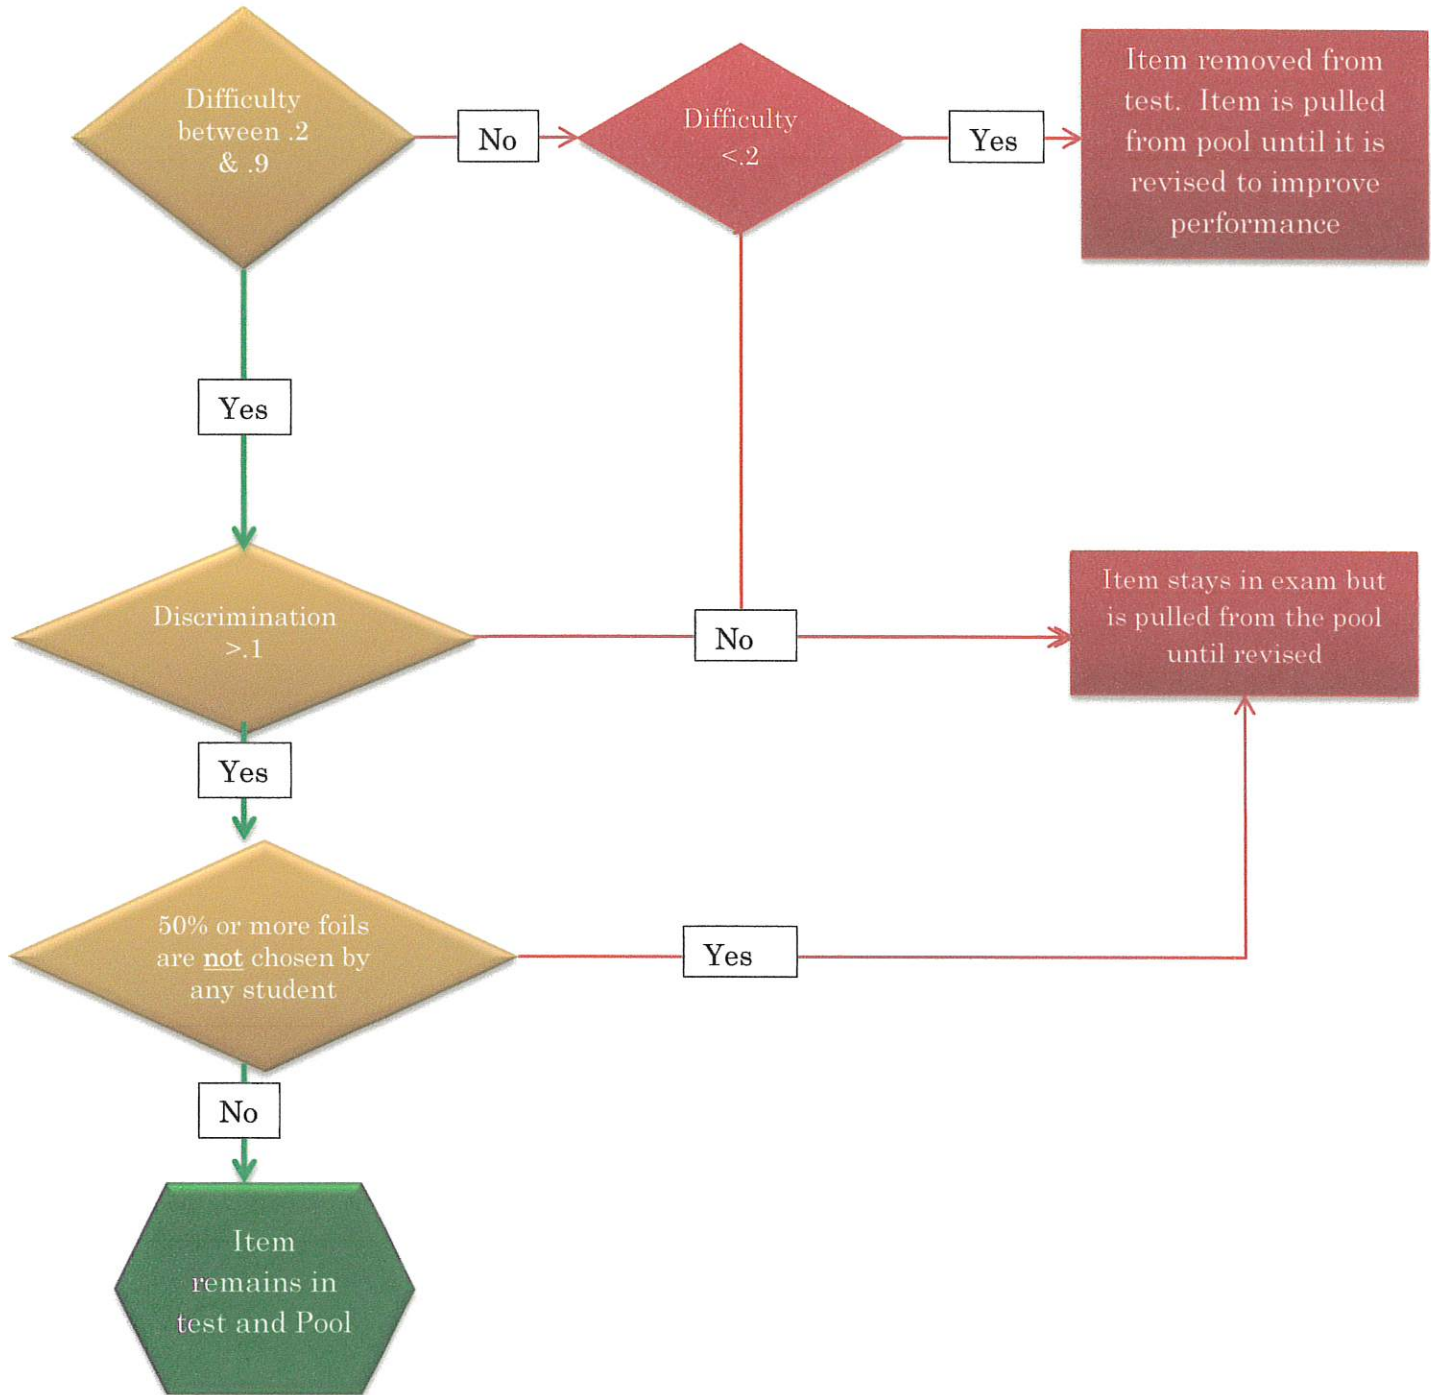 Difficulty
between .2
& .9
No
Difficulty
<.2
Yes
Item removed from
test.  Item is pulled
from pool until it is
revised to improve
performance
Yes
Discrimination
>.1
No
Item stays in exam but
is pulled from the pool
until revised
Yes
50% or more foils
are not chosen by
any student
Yes
No
Item
remains in
test and Pool